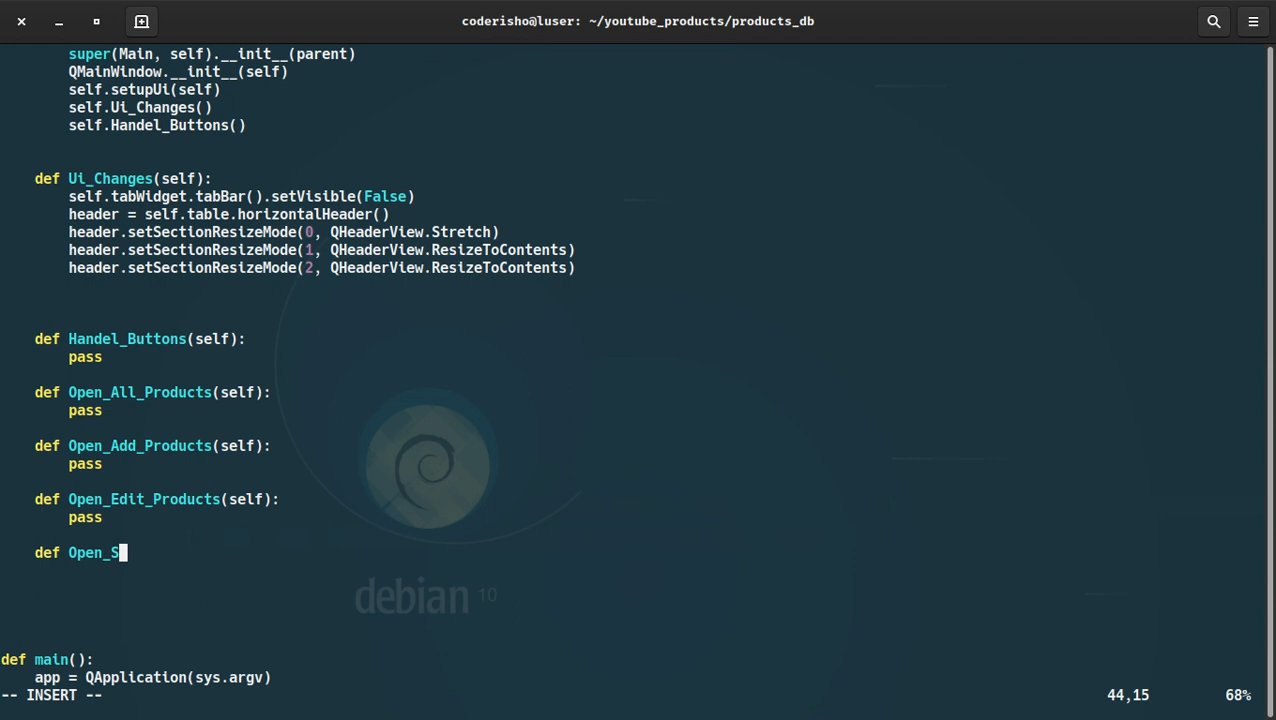 coderisho@luser: ~/youtube_products/products_db
super(Main, self).__init__(parent)
QMainWindow.__init__(self)
self.setupUi(self)
self.Ui_Changes()
self.Handel_Buttons()
def Ui_Changes(self):
self.tabWidget.tabBar().setVisible(False)
header = self.table.horizontalHeader()
header.setSectionResizeMode(0, QHeaderView.Stretch)
header.setSectionResizeMode(1, QHeaderView.ResizeToContents)
header.setSectionResizeMode(2, QHeaderView.ResizeToContents)
def Handel_Buttons(self):
pass
def Open_All_Products(self):
pass
def Open_Add_Products(self):
pass
def Open_Edit_Products(self):
pass
def Open_S
debian 10
def main():
app = QApplication(sys.argv)
-- INSERT -- 44,15 68%